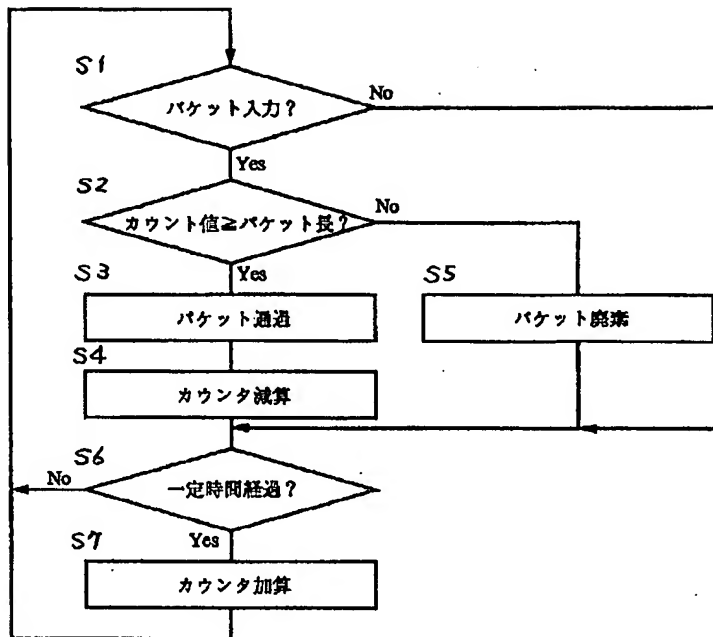 S1
パケット入力?
No
Yes
S2
カウント値≧パケット長?
No
Yes
S3
パケット通過
S5
パケット廃棄
S4
カウンタ減算
S6
No
一定時間経過?
S7
Yes
カウンタ加算